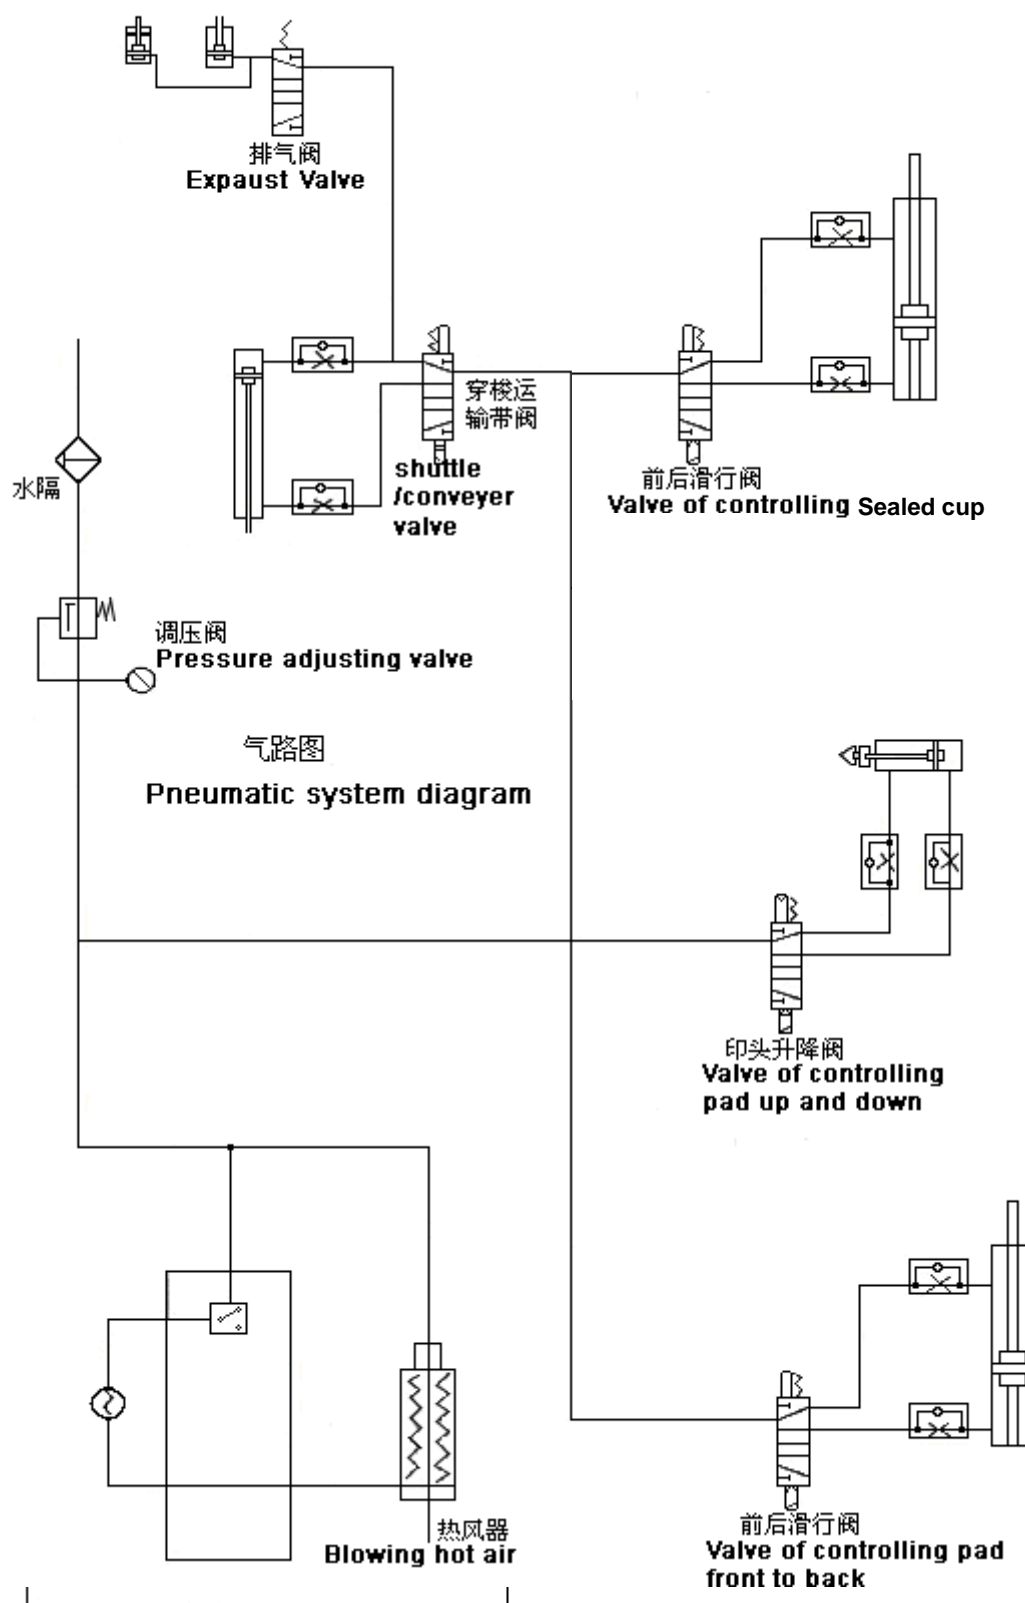 排气阀
Expaust Valve
穿梭运
输带阀
shuttle
/conveyer
valve
前后滑行阀
Valve of controlling Sealed cup
水隔
调压阀
Pressure adjusting valve
气路图
Pneumatic system diagram
印头升降阀
Valve of controlling
pad up and down
热风器
Blowing hot air
前后滑行阀
Valve of controlling pad
front to back